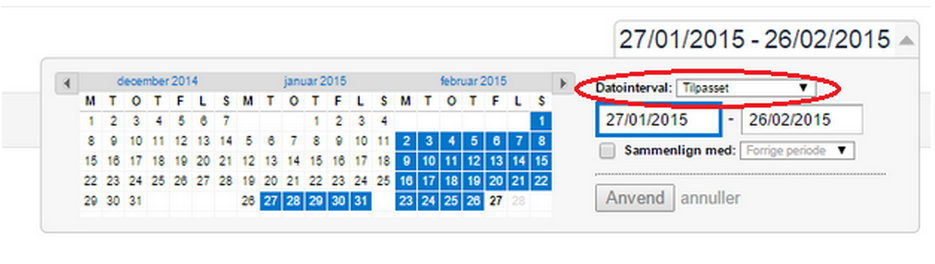 27/01/2015 - 26/02/2015
december 2014 januar 2015 februar 2015
Datointerval: Tilpasset
M T O T F L S M T O T F L S M T O T F L S
1 2 3 4 5 6 7 1 2 3 4 1
27/01/2015 - 26/02/2015
8 9 10 11 12 13 14 5 6 7 8 9 10 11 2 3 4 5 6 7 8
Sammenlign med: Forrige periode
15 16 17 18 19 20 21 12 13 14 15 16 17 18 9 10 11 12 13 14 15
22 23 24 25 26 27 28 19 20 21 22 23 24 25 16 17 18 19 20 21 22
29 30 31 26 27 28 29 30 31 23 24 25 26 27 28
Anvend annuller